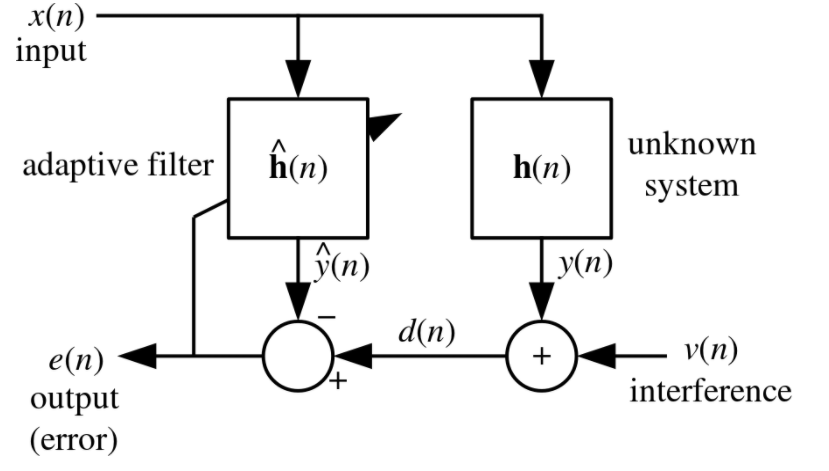 x(n)
input
adaptive filter
ĥ(n)
h(n)
unknown
system
ŷ(n)
y(n)
−
+
d(n)
+
v(n)
interference
e(n)
output
(error)